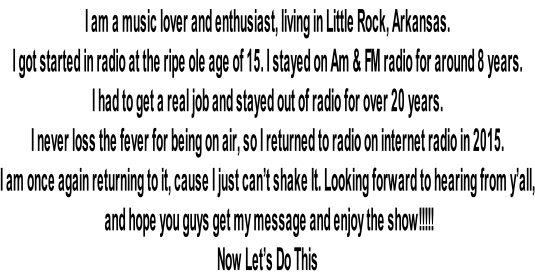 I am a music lover and enthusiast, living in Little Rock, Arkansas.
I got started in radio at the ripe ole age of 15. I stayed on Am & FM radio for around 8 years.
I had to get a real job and stayed out of radio for over 20 years.
I never loss the fever for being on air, so I returned to radio on internet radio in 2015.
I am once again returning to it, cause I just can't shake It. Looking forward to hearing from y'all,
and hope you guys get my message and enjoy the show!!!!!
Now Let's Do This